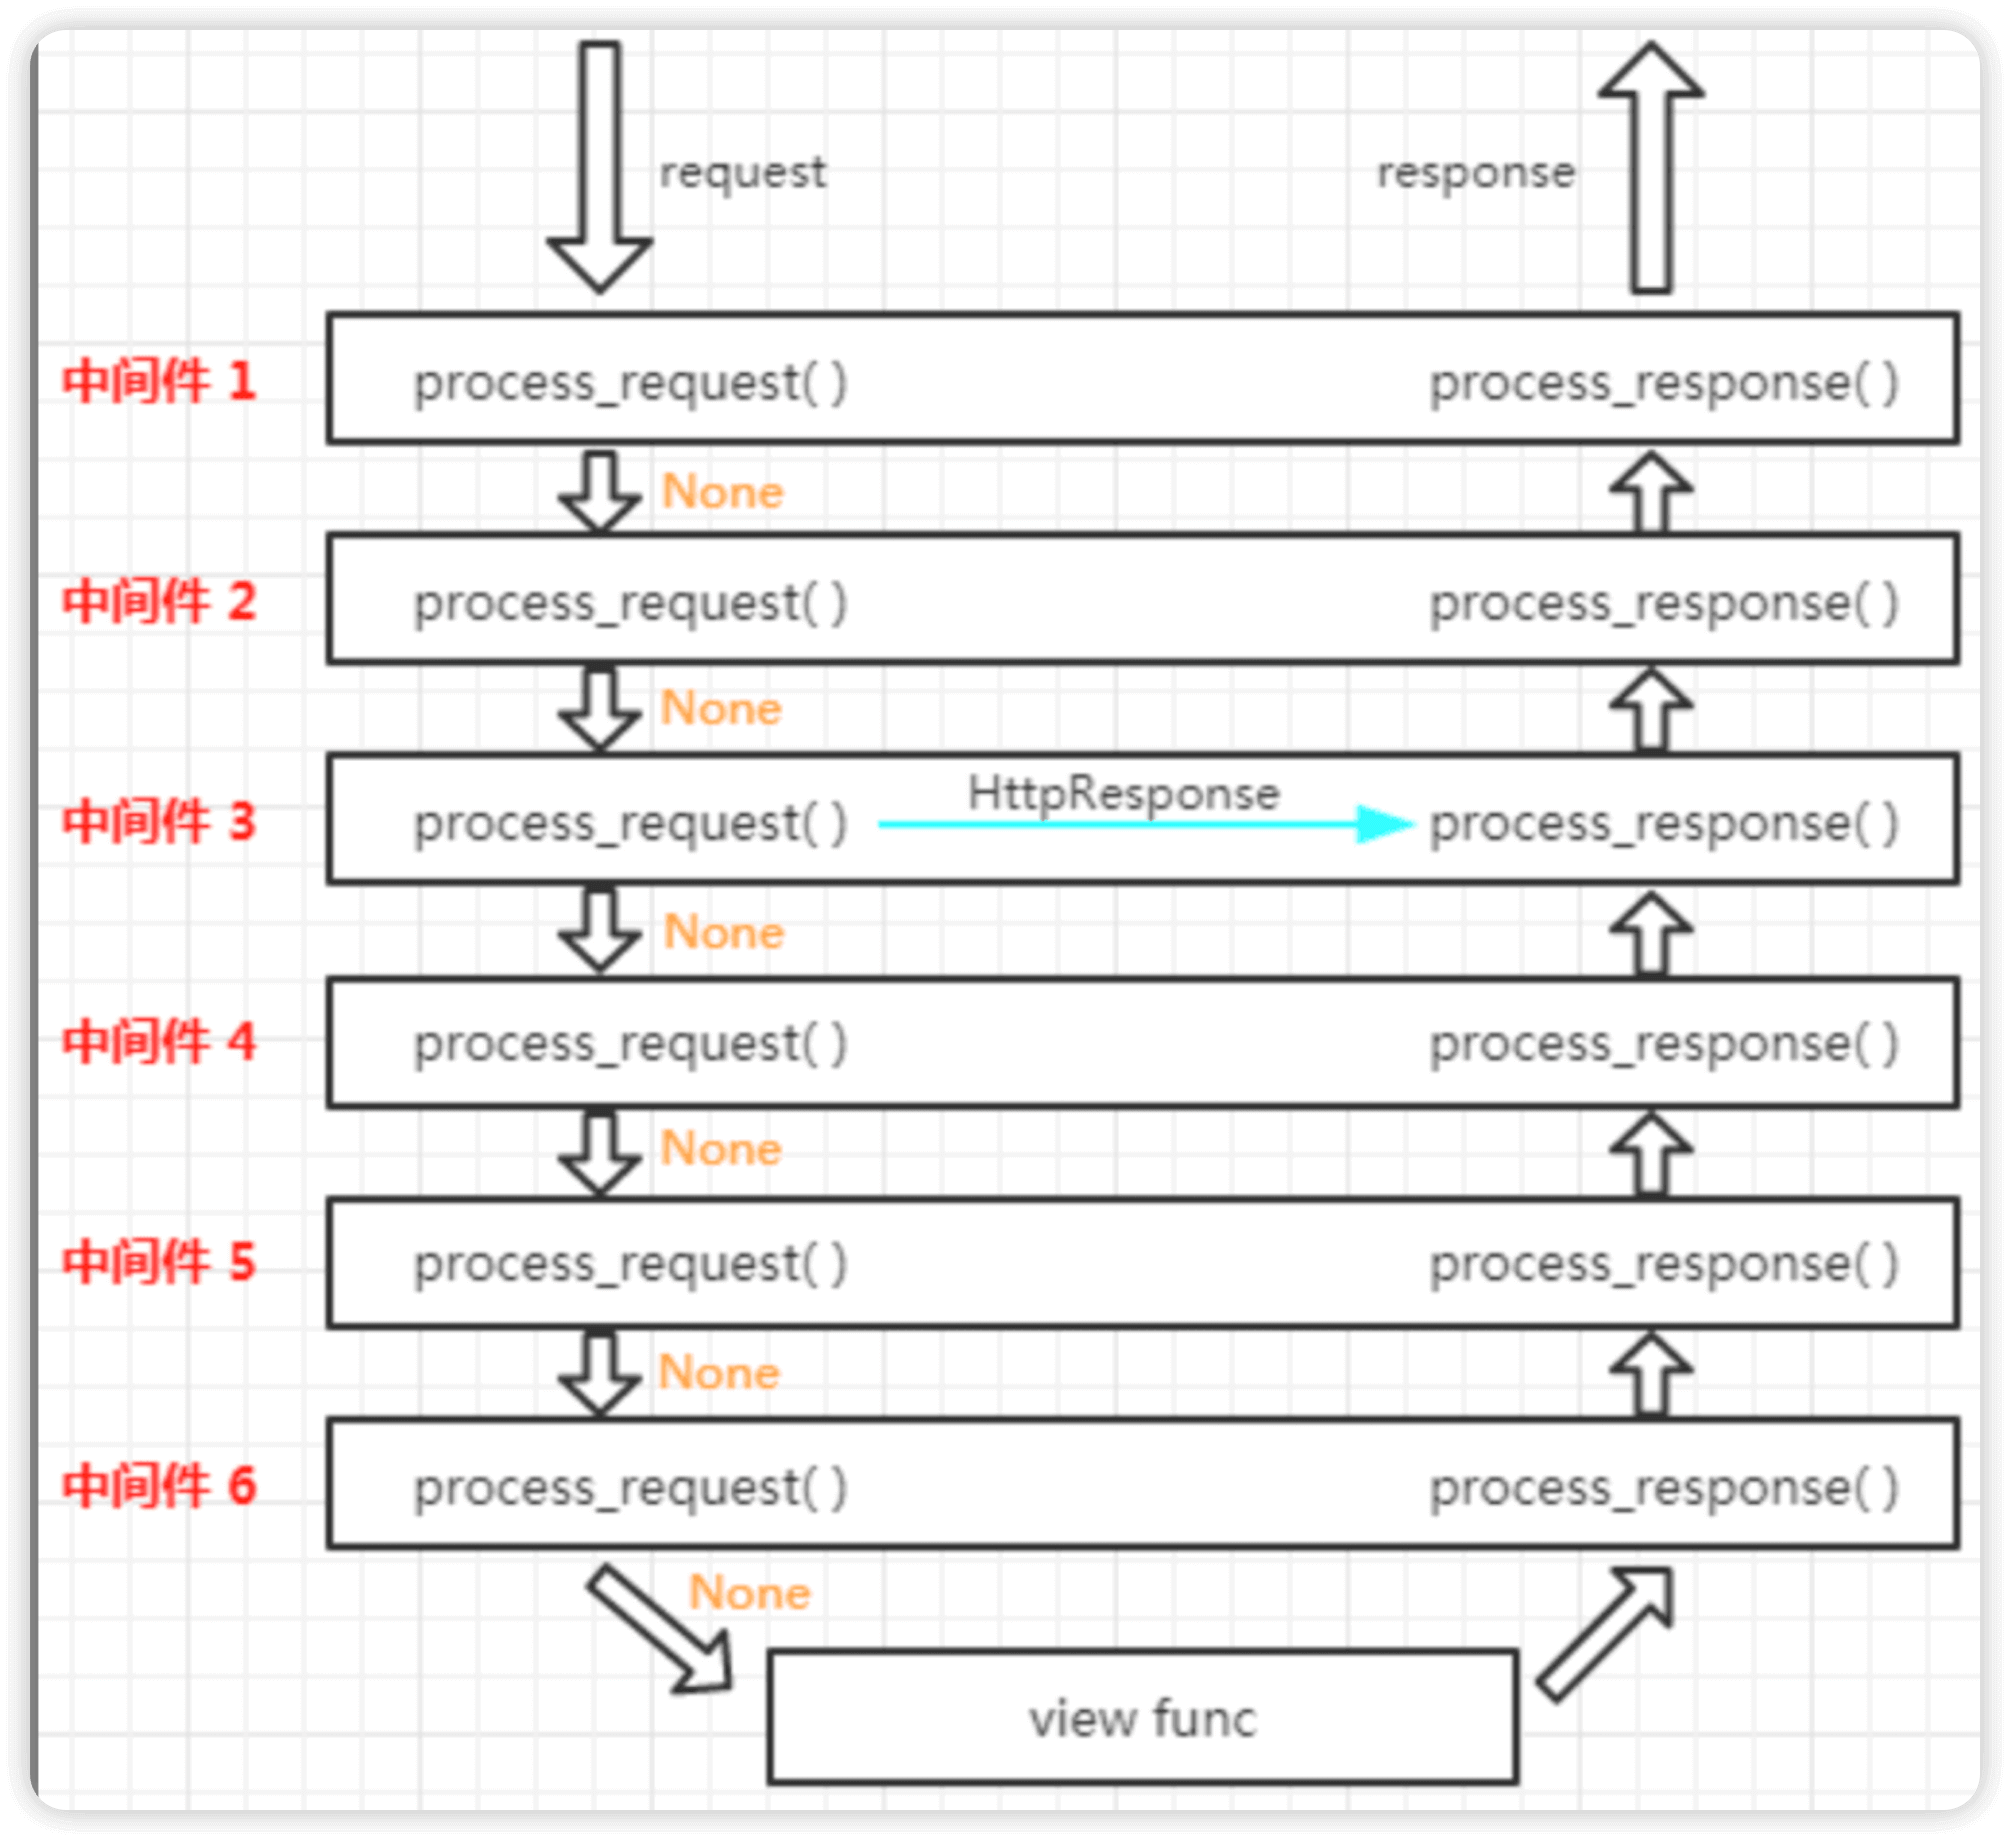 request
response
中间件 1
process_request( )
process_response( )
None
中间件 2
process_request( )
process_response( )
None
中间件 3
process_request( )
HttpResponse
process_response( )
None
中间件 4
process_request( )
process_response( )
None
中间件 5
process_request( )
process_response( )
None
中间件 6
process_request( )
process_response( )
None
view func